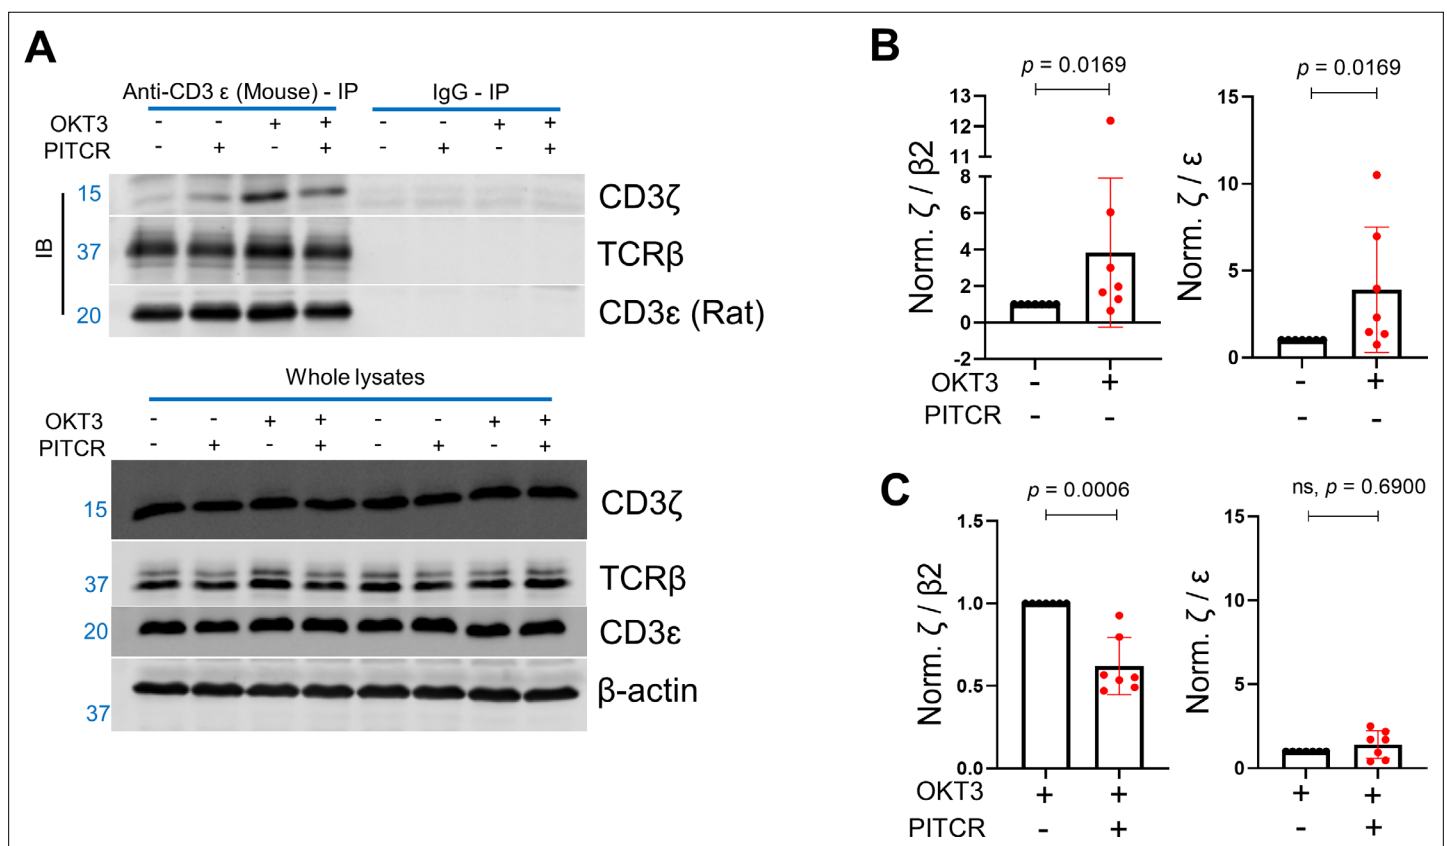 A
Anti-CD3 ε (Mouse) - IP IgG - IP
OKT3 - - + + - - + +
PITCR - + - + - + - +
IB
15 CD3ζ
37 TCRβ
20 CD3ε (Rat)
Whole lysates
OKT3 - - + + - - + +
PITCR - + - + - + - +
15 CD3ζ
37 TCRβ
20 CD3ε
β-actin
37
B
p = 0.0169
Norm. ζ / β2
13
12
11
8
6
4
2
0
-2
OKT3 - +
PITCR - -
p = 0.0169
Norm. ζ / ε
15
10
5
0
- +
- -
C
p = 0.0006
Norm. ζ / β2
1.5
1.0
0.5
0.0
OKT3 + +
PITCR - +
ns, p = 0.6900
Norm. ζ / ε
15
10
5
0
+ +
- +